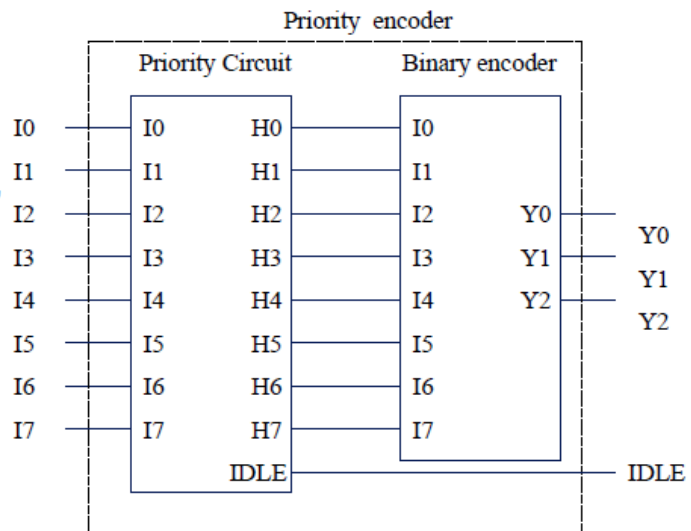 Priority encoder
Priority Circuit Binary encoder
I0 I0 H0 I0
I1 I1 H1 I1
I2 I2 H2 I2 Y0
Y0
I3 I3 H3 I3 Y1
Y1
I4 I4 H4 I4 Y2
Y2
I5 I5 H5 I5
I6 I6 H6 I6
I7 I7 H7 I7
IDLE IDLE